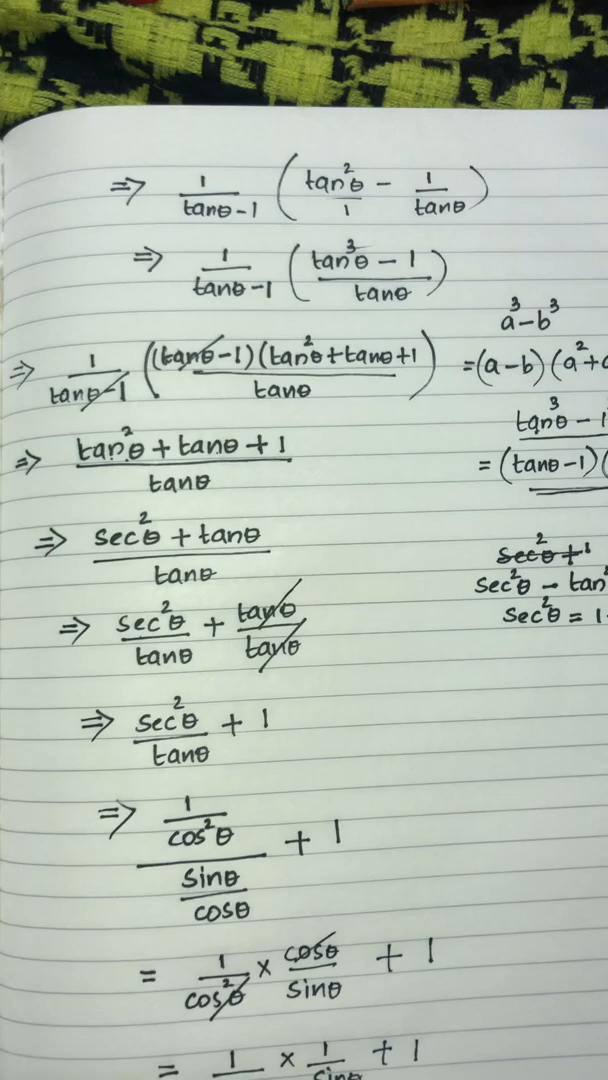 ⇒ 1/(tanθ-1) (tan²θ/1 - 1/tanθ)
⇒ 1/(tanθ-1) ((tan³θ - 1)/tanθ)
a³-b³
⇒ 1/(tanθ-1) ((tanθ-1)(tan²θ+tanθ+1)/tanθ) =(a-b)(a²+
tan³θ - 1
⇒ (tan²θ + tanθ + 1)/tanθ = (tanθ-1)(
⇒ (sec²θ + tanθ)/tanθ
sec²θ + 1
sec²θ - tan
⇒ sec²θ/tanθ + tanθ/tanθ
sec²θ = 1
⇒ sec²θ/tanθ + 1
⇒ (1/cos²θ)/(sinθ/cosθ) + 1
= 1/cos²θ × cosθ/sinθ + 1
= 1 × 1/sinθ + 1